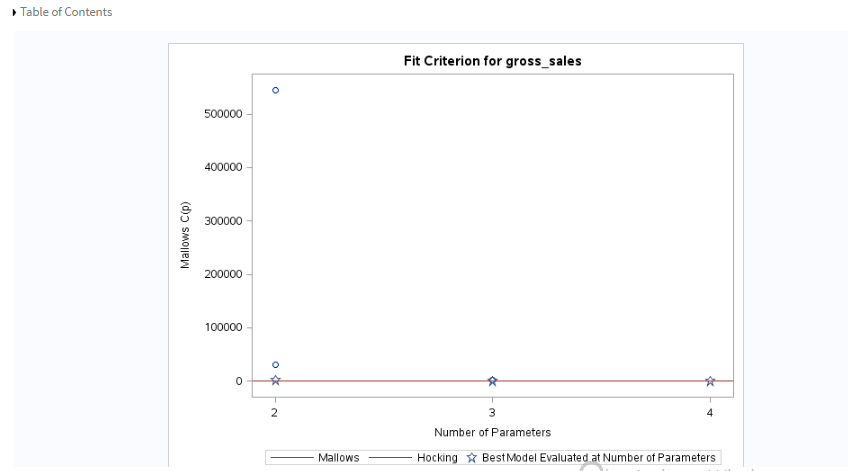 Table of Contents
Fit Criterion for gross_sales
500000
400000
300000
200000
100000
0
Mallows C(p)
2 3 4
Number of Parameters
Mallows Hocking Best Model Evaluated at Number of Parameters